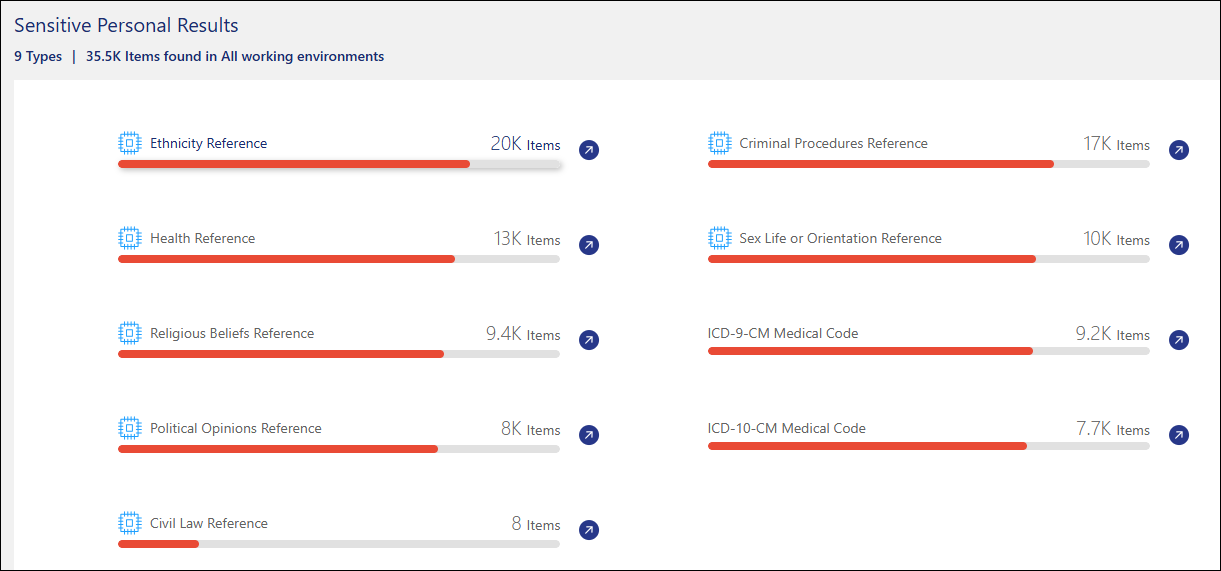 Sensitive Personal Results
9 Types | 35.5K Items found in All working environments
Ethnicity Reference 20K Items
Criminal Procedures Reference 17K Items
Health Reference 13K Items
Sex Life or Orientation Reference 10K Items
Religious Beliefs Reference 9.4K Items
ICD-9-CM Medical Code 9.2K Items
Political Opinions Reference 8K Items
ICD-10-CM Medical Code 7.7K Items
Civil Law Reference 8 Items